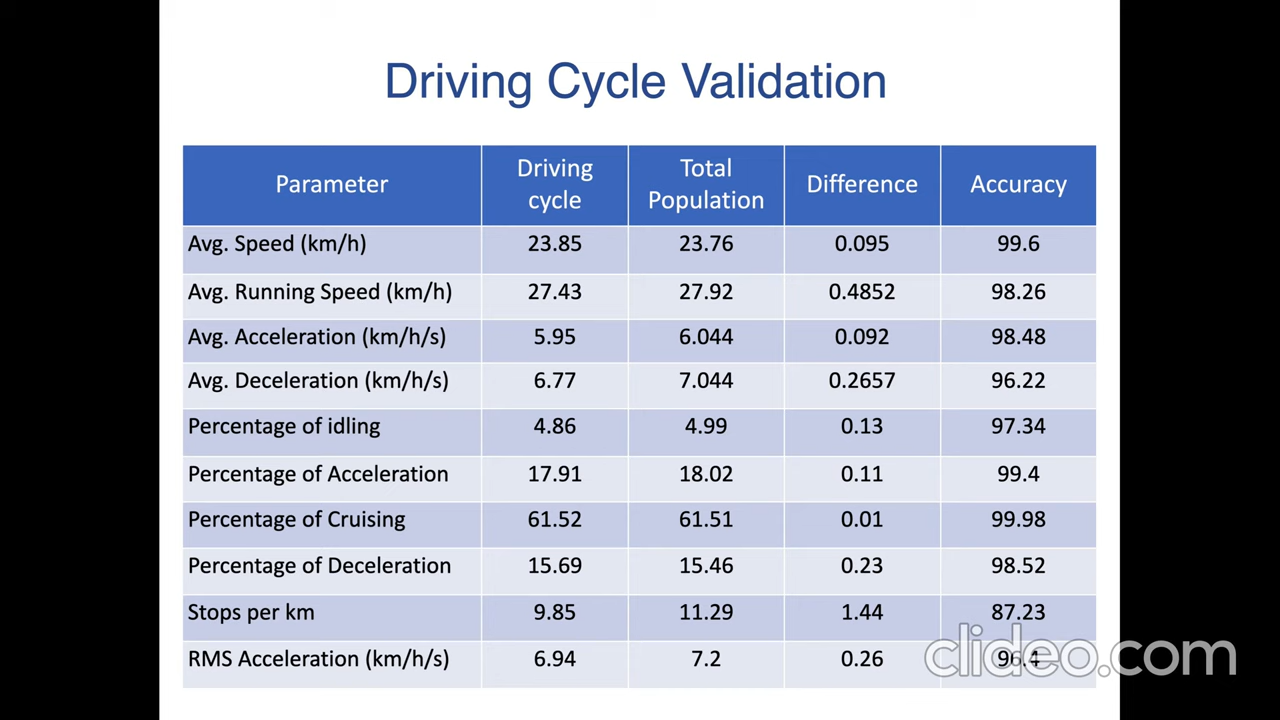 Driving Cycle Validation
Parameter Driving cycle Total Population Difference Accuracy
Avg. Speed (km/h) 23.85 23.76 0.095 99.6
Avg. Running Speed (km/h) 27.43 27.92 0.4852 98.26
Avg. Acceleration (km/h/s) 5.95 6.044 0.092 98.48
Avg. Deceleration (km/h/s) 6.77 7.044 0.2657 96.22
Percentage of idling 4.86 4.99 0.13 97.34
Percentage of Acceleration 17.91 18.02 0.11 99.4
Percentage of Cruising 61.52 61.51 0.01 99.98
Percentage of Deceleration 15.69 15.46 0.23 98.52
Stops per km 9.85 11.29 1.44 87.23
RMS Acceleration (km/h/s) 6.94 7.2 0.26 96.4
clideo.com